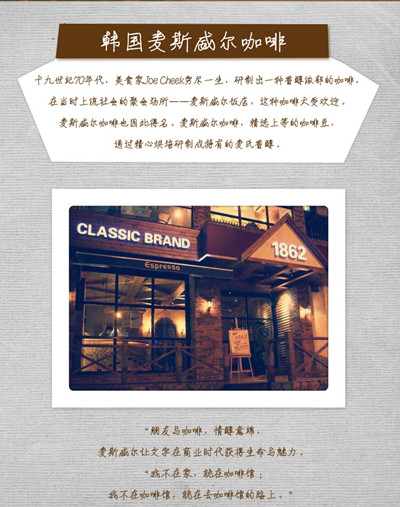 韩国麦斯威尔咖啡
十九世纪70年代，美食家Joe Cheek穷尽一生，研制出一种香醇浓郁的咖啡，
在当时上流社会的聚会场所——麦斯威尔饭店，这种咖啡大受欢迎，
麦斯威尔咖啡也因此得名。麦斯威尔咖啡，精选上等的咖啡豆，
通过精心烘培研制成独有的麦氏香醇。
CLASSIC BRAND
1862
Espresso
“朋友与咖啡，情醇意浓，
麦斯威尔让文字在商业时代获得生命与魅力。
“我不在家，就在咖啡馆；
我不在咖啡馆，就在去咖啡馆的路上。”